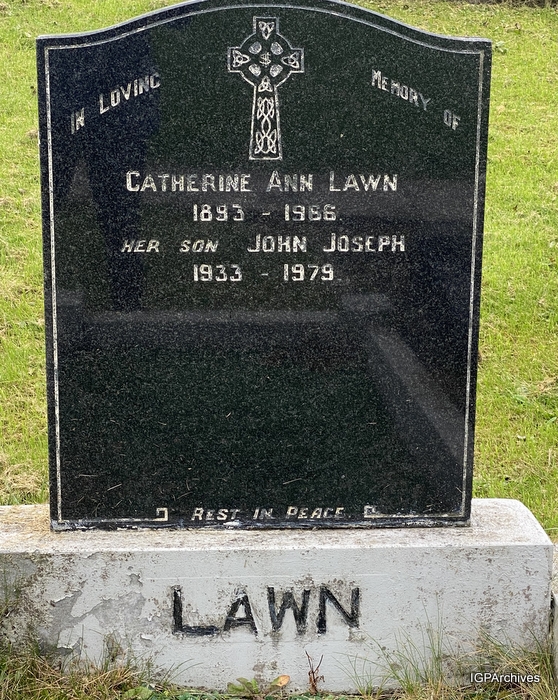 IN LOVING MEMORY OF
CATHERINE ANN LAWN
1893 - 1986.
HER SON JOHN JOSEPH
1933 - 1979.
REST IN PEACE.
LAWN
IGPArchives